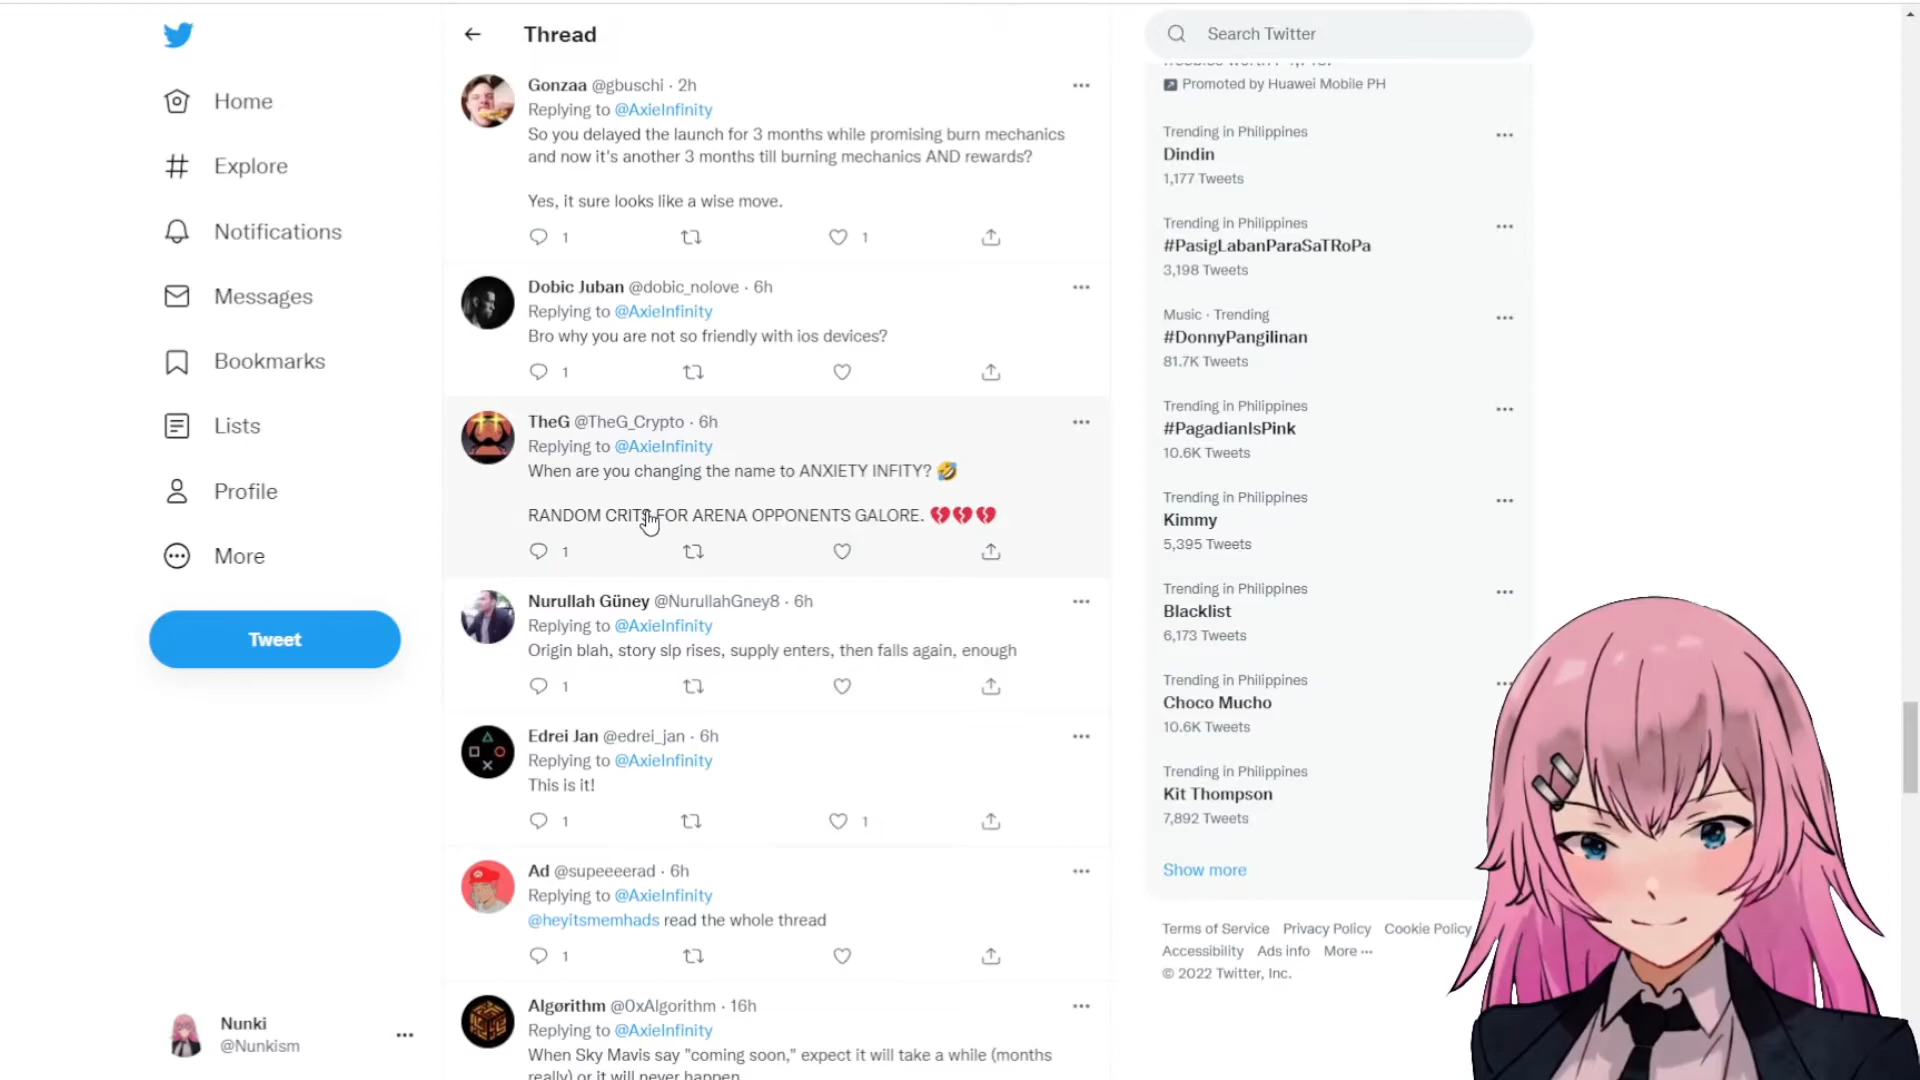 Thread
Search Twitter
Promoted by Huawei Mobile PH
Home
Explore
Notifications
Messages
Bookmarks
Lists
Profile
More
Tweet
Nunki
@Nunkism
Gonzaa @gbuschi · 2h
Replying to @AxieInfinity
So you delayed the launch for 3 months while promising burn mechanics
and now it's another 3 months till burning mechanics AND rewards?
Yes, it sure looks like a wise move.
1 1
Dobic Juban @dobic_nolove · 6h
Replying to @AxieInfinity
Bro why you are not so friendly with ios devices?
1
TheG @TheG_Crypto · 6h
Replying to @AxieInfinity
When are you changing the name to ANXIETY INFITY? 🤣
RANDOM CRITS FOR ARENA OPPONENTS GALORE. 💔💔💔
1
Nurullah Güney @NurullahGney8 · 6h
Replying to @AxieInfinity
Origin blah, story slp rises, supply enters, then falls again, enough
1
Edrei Jan @edrei_jan · 6h
Replying to @AxieInfinity
This is it!
1 1
Ad @supeeeerad · 6h
Replying to @AxieInfinity
@heyitsmemhads read the whole thread
1
Algørithm @0xAlgorithm · 16h
Replying to @AxieInfinity
When Sky Mavis say "coming soon," expect it will take a while (months
really) or it will never happen
Trending in Philippines
Dindin
1,177 Tweets
Trending in Philippines
#PasigLabanParaSaTRoPa
3,198 Tweets
Music · Trending
#DonnyPangilinan
81.7K Tweets
Trending in Philippines
#PagadianIsPink
10.6K Tweets
Trending in Philippines
Kimmy
5,395 Tweets
Trending in Philippines
Blacklist
6,173 Tweets
Trending in Philippines
Choco Mucho
10.6K Tweets
Trending in Philippines
Kit Thompson
7,892 Tweets
Show more
Terms of Service Privacy Policy Cookie Policy
Accessibility Ads info More ···
© 2022 Twitter, Inc.